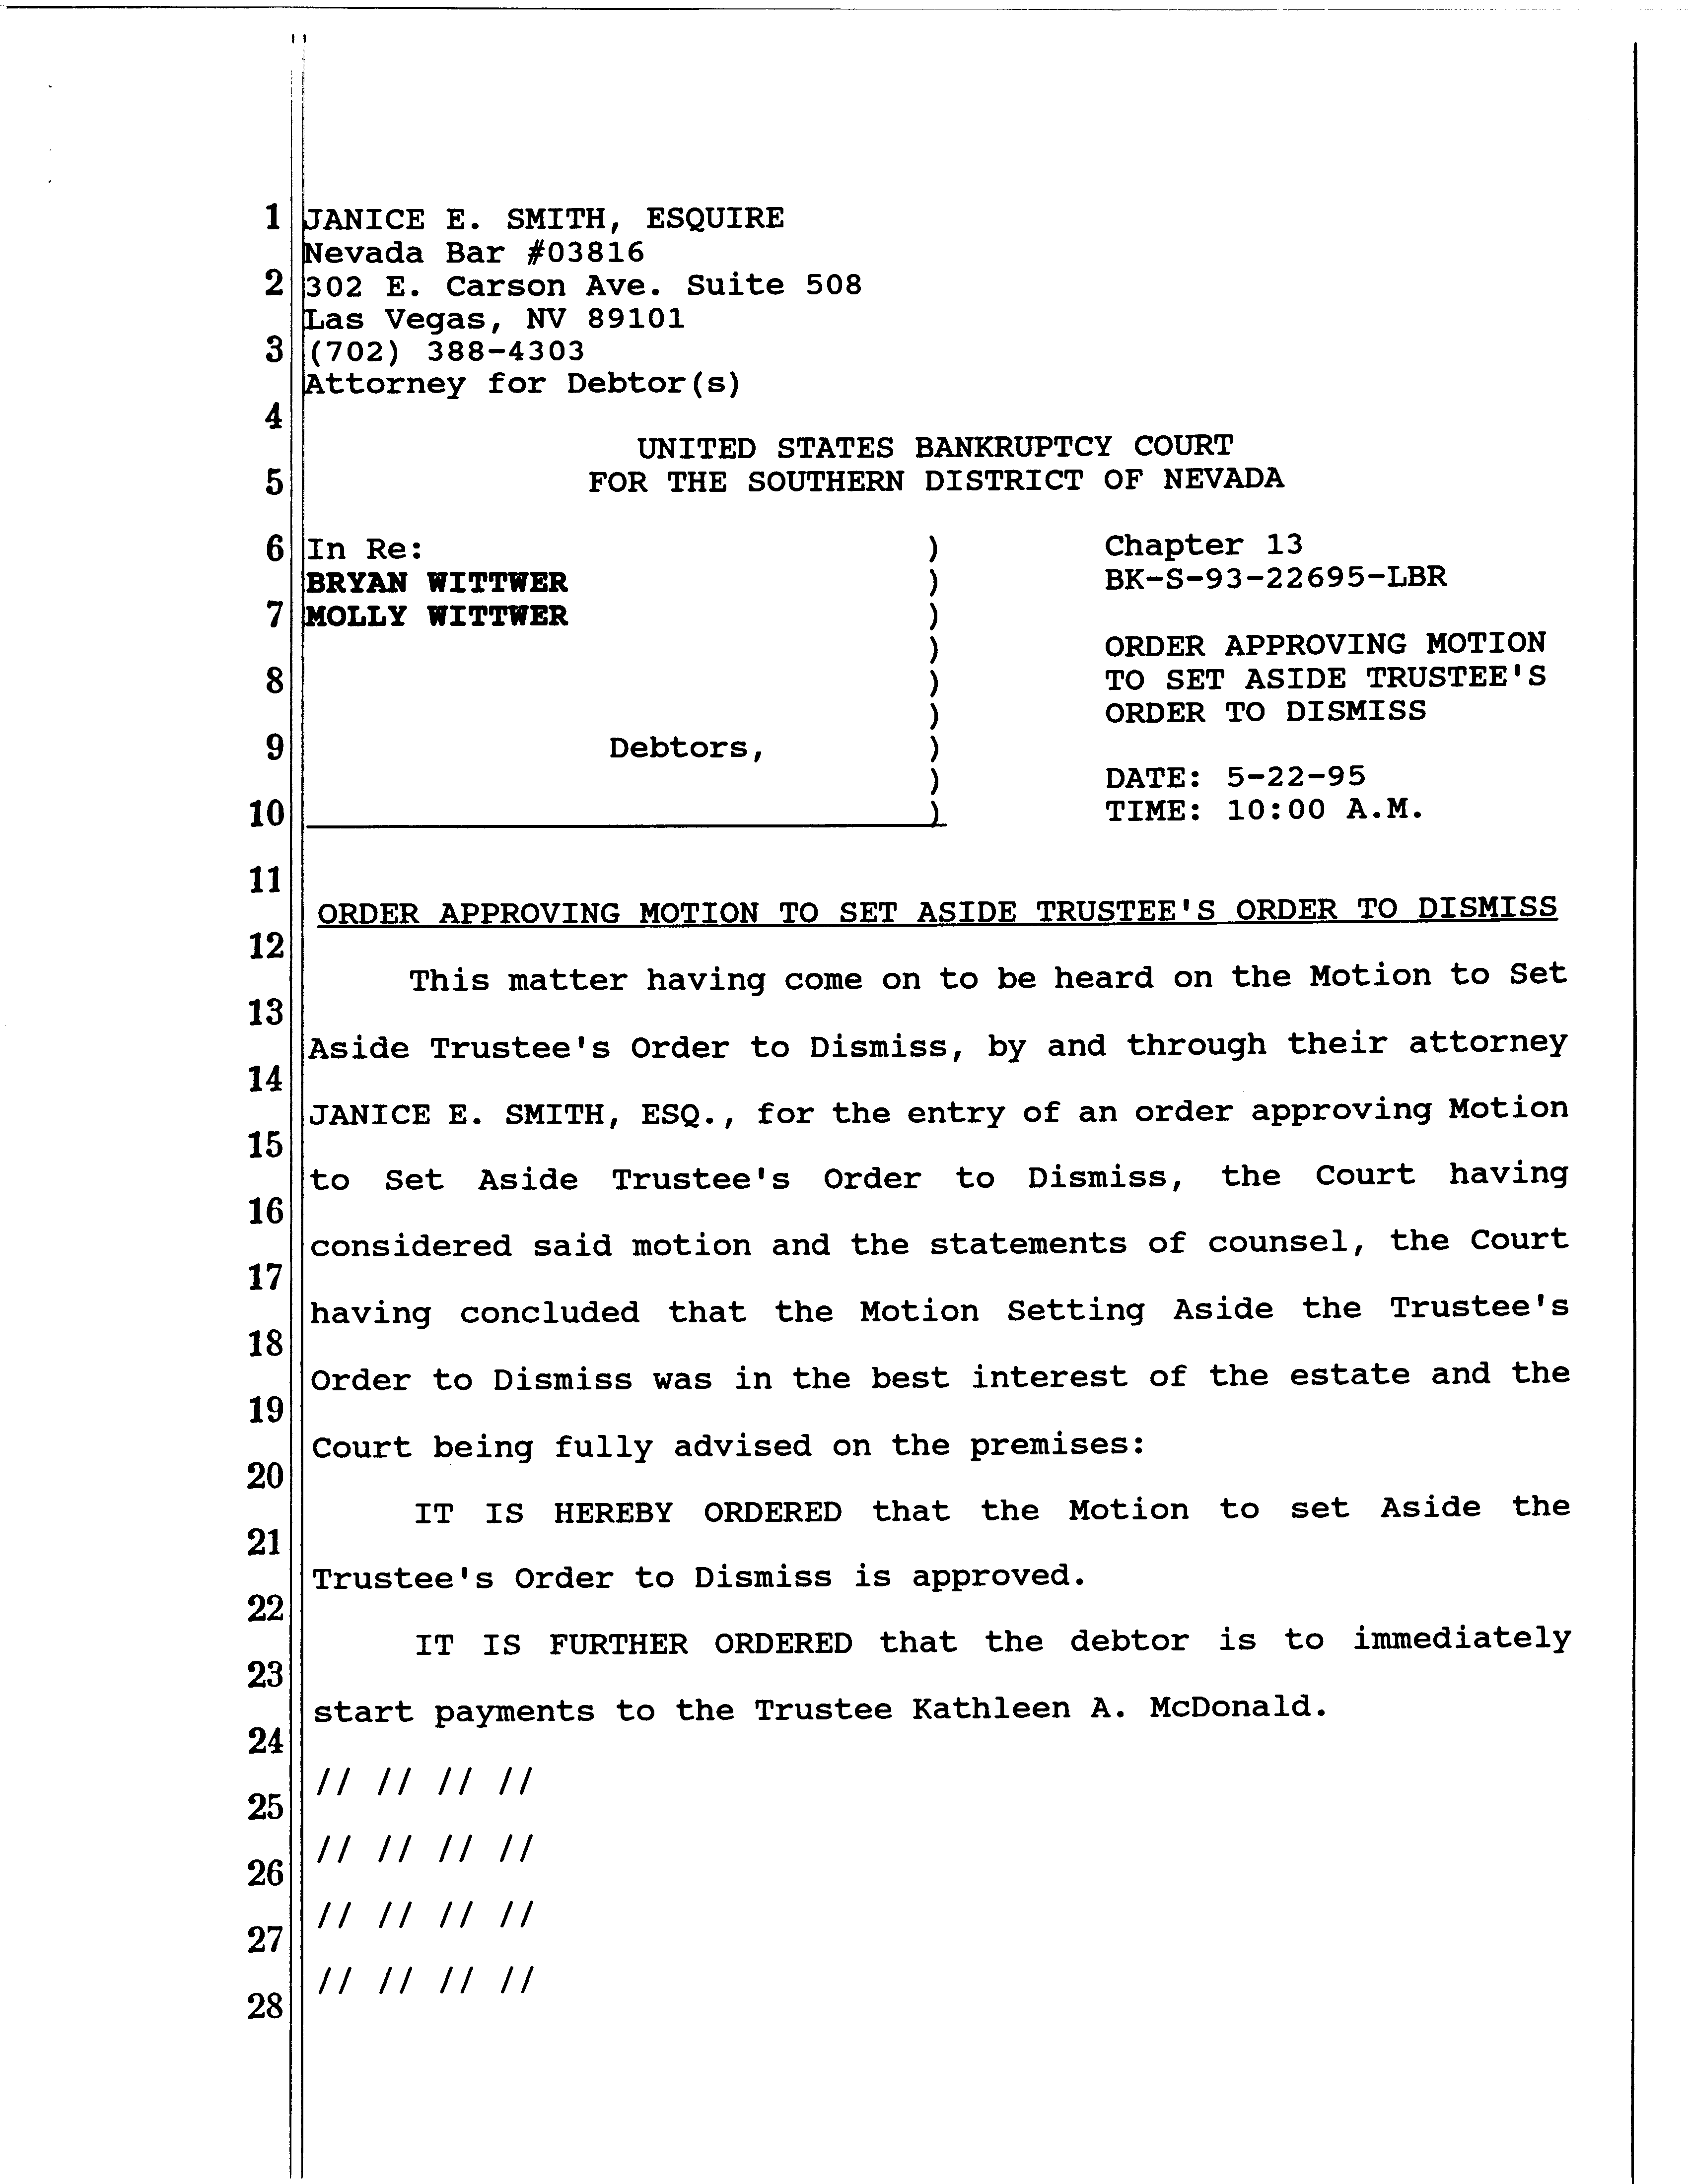 1 JANICE E. SMITH, ESQUIRE
Nevada Bar #03816
2 302 E. Carson Ave. Suite 508
Las Vegas, NV 89101
3 (702) 388-4303
Attorney for Debtor(s)
4
UNITED STATES BANKRUPTCY COURT
5 FOR THE SOUTHERN DISTRICT OF NEVADA
6 In Re: ) Chapter 13
BRYAN WITTWER ) BK-S-93-22695-LBR
7 MOLLY WITTWER )
) ORDER APPROVING MOTION
8 ) TO SET ASIDE TRUSTEE'S
) ORDER TO DISMISS
9 Debtors, )
) DATE: 5-22-95
10 ) TIME: 10:00 A.M.
11
ORDER APPROVING MOTION TO SET ASIDE TRUSTEE'S ORDER TO DISMISS
12
This matter having come on to be heard on the Motion to Set
13
Aside Trustee's Order to Dismiss, by and through their attorney
14
JANICE E. SMITH, ESQ., for the entry of an order approving Motion
15
to Set Aside Trustee's Order to Dismiss, the Court having
16
considered said motion and the statements of counsel, the Court
17
having concluded that the Motion Setting Aside the Trustee's
18
Order to Dismiss was in the best interest of the estate and the
19
Court being fully advised on the premises:
20
IT IS HEREBY ORDERED that the Motion to set Aside the
21
Trustee's Order to Dismiss is approved.
22
IT IS FURTHER ORDERED that the debtor is to immediately
23
start payments to the Trustee Kathleen A. McDonald.
24
// // // //
25
// // // //
26
// // // //
27
// // // //
28